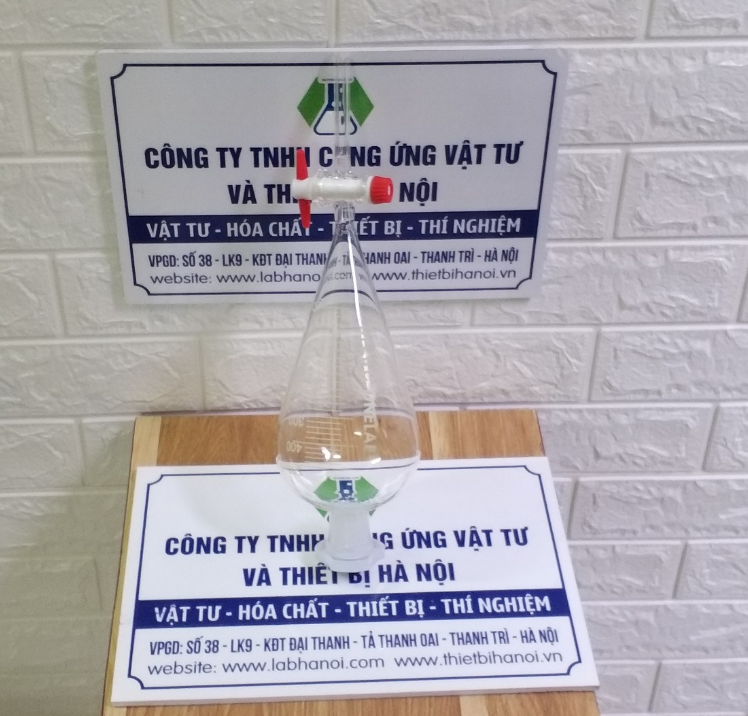 CÔNG TY TNHH C NG ỨNG VẬT TƯ
VÀ TH NỘI
VẬT TƯ - HÓA CHẤT - THIẾT BỊ - THÍ NGHIỆM
VPGD: SỐ 38 - LK9 - KĐT ĐẠI THANH - THANH OAI - THANH TRÌ - HÀ NỘI
website: www.labhanoi.com www.thietbihanoi.vn
400
CÔNG TY TNHH NG ỨNG VẬT TƯ
VÀ THIẾT BỊ HÀ NỘI
VẬT TƯ - HÓA CHẤT - THIẾT BỊ - THÍ NGHIỆM
VPGD: SỐ 38 - LK9 - KĐT ĐẠI THANH - TẢ THANH OAI - THANH TRÌ - HÀ NỘI
website: www.labhanoi.com www.thietbihanoi.vn